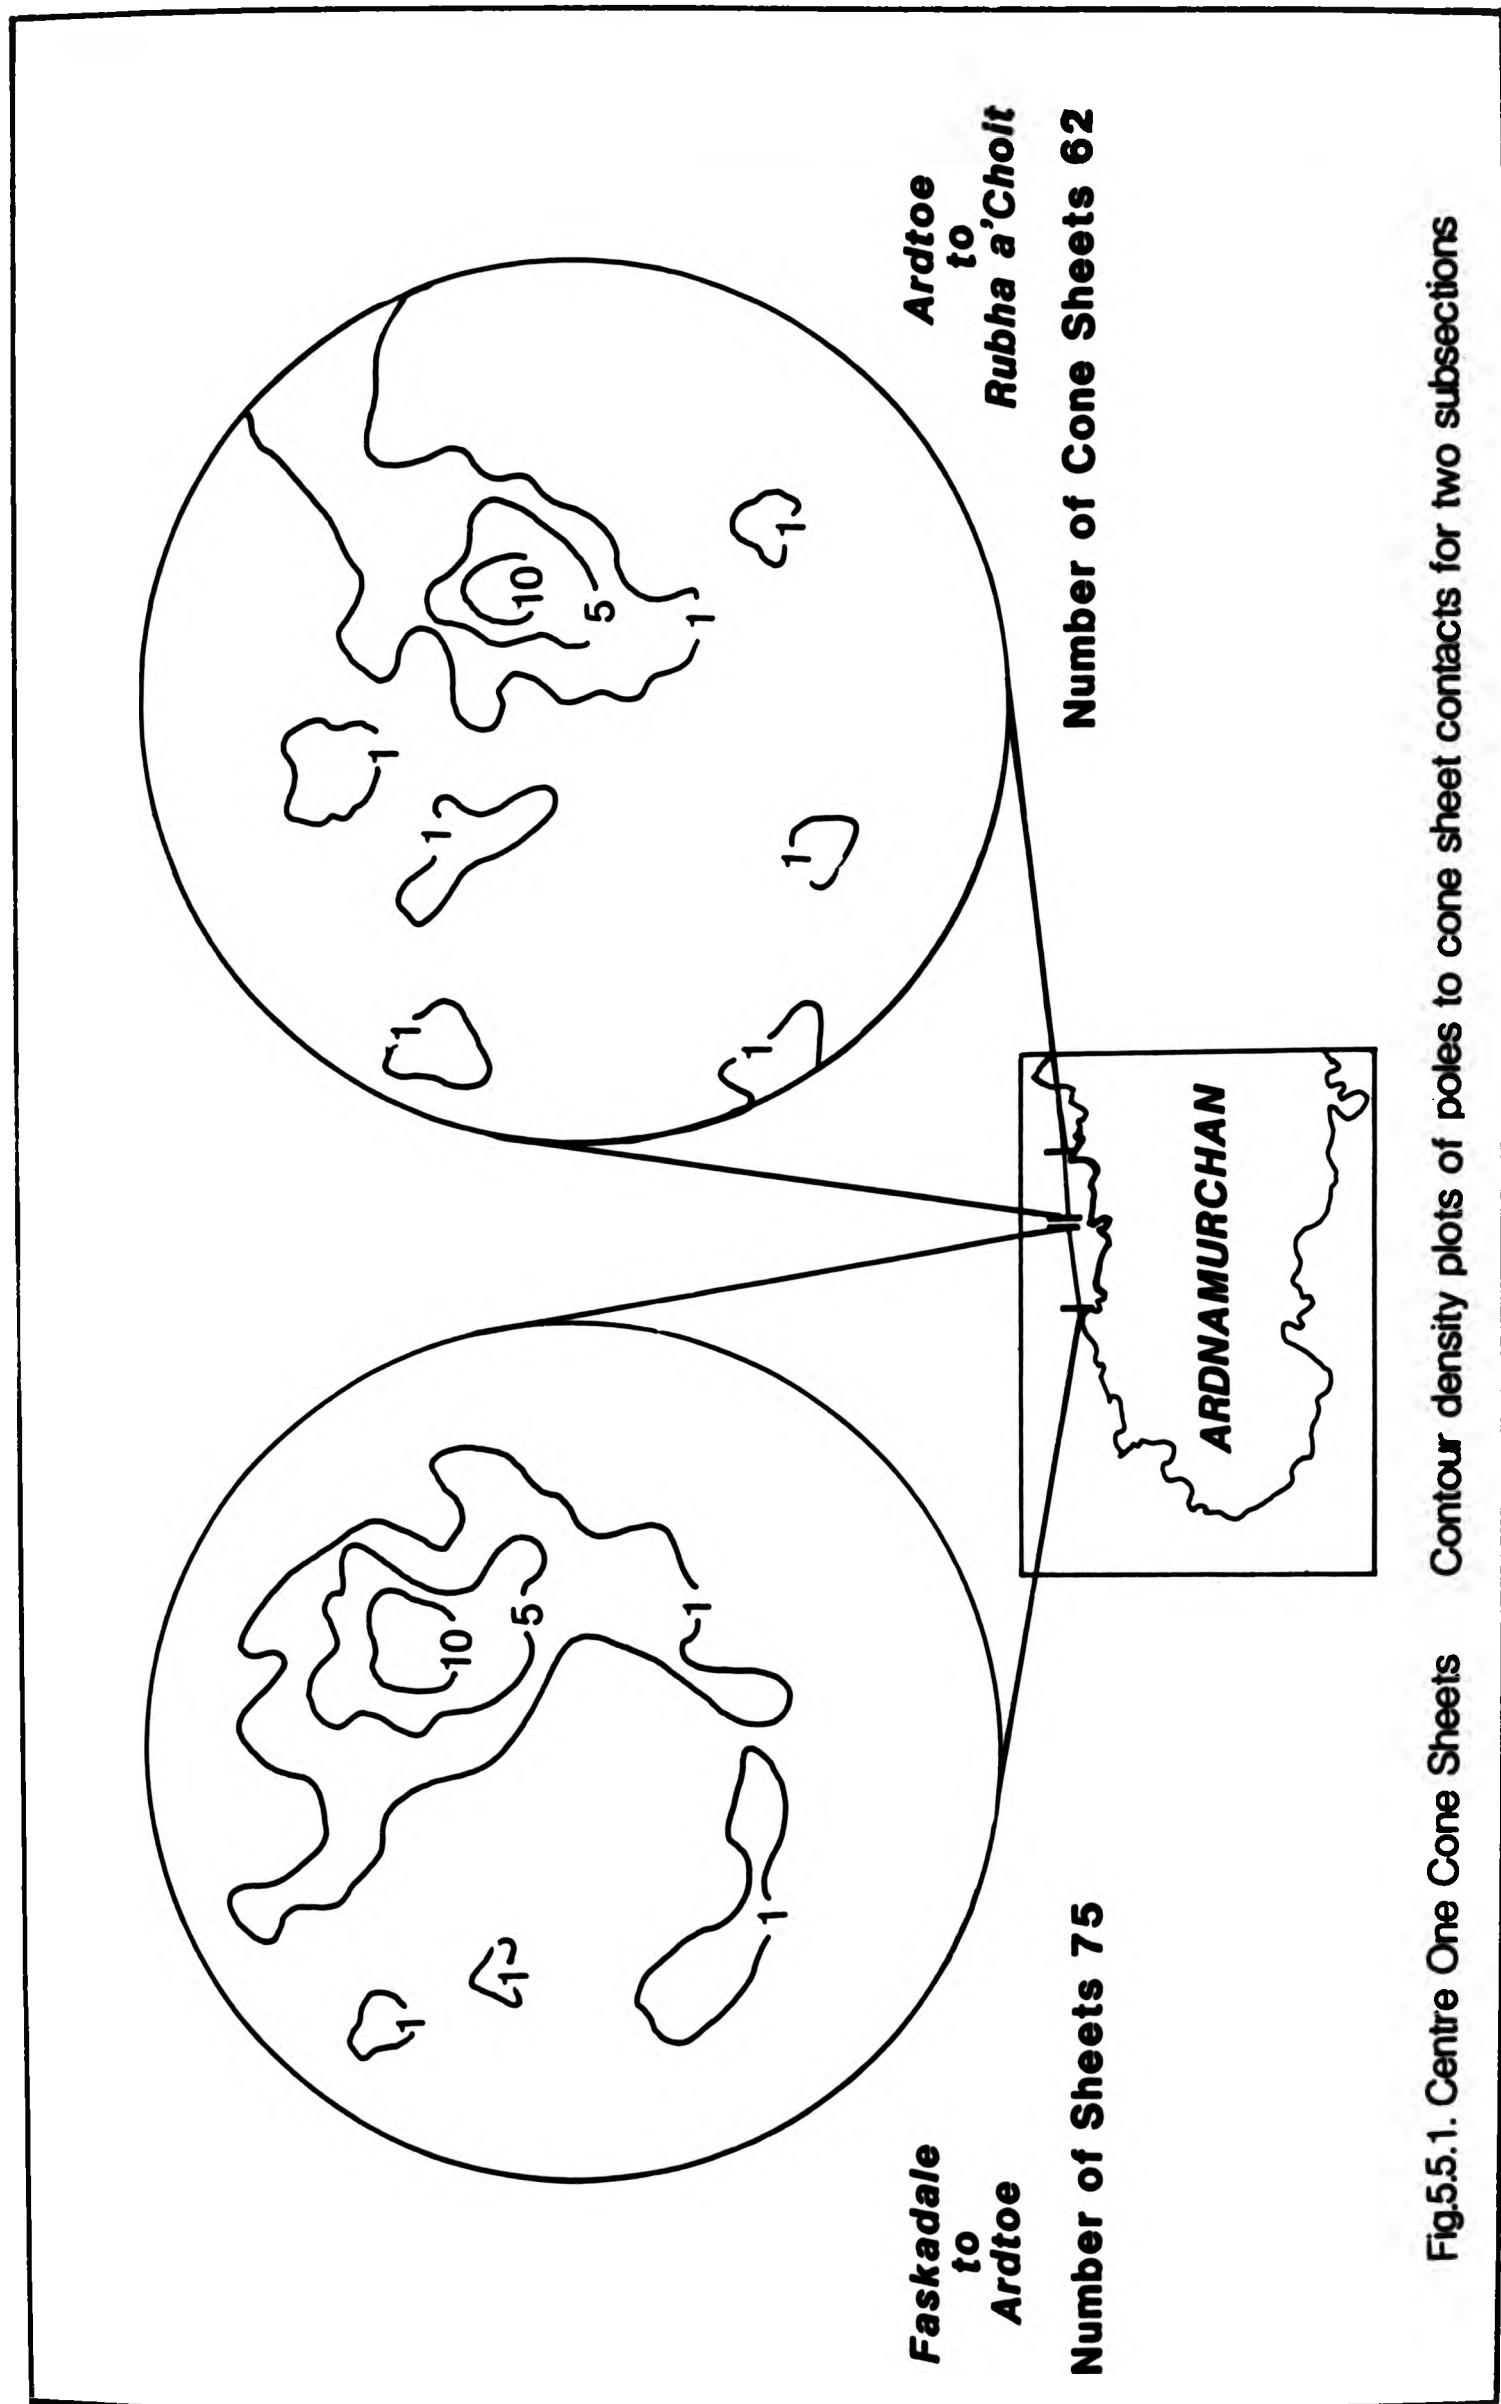 Faskadale
to
Ardtoe
Number of Sheets 75
1
1
1
10
5
1
Ardtoe
to
Rubha a'Choit
Number of Cone Sheets 62
1
1
1
1
1
10
5
1
1
ARDNAMURCHAN
Fig.5.5.1. Centre One Cone Sheets Contour density plots of poles to cone sheet contacts for two subsections